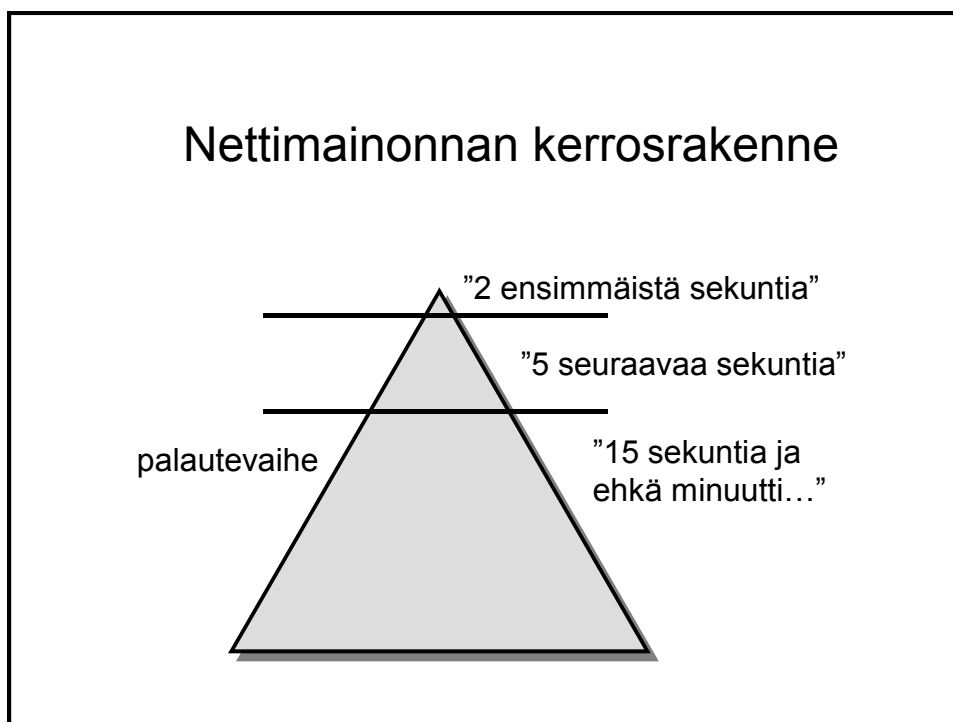 Nettimainonnan kerrosrakenne
”2 ensimmäistä sekuntia”
”5 seuraavaa sekuntia”
palautevaihe
”15 sekuntia ja
ehkä minuutti…”